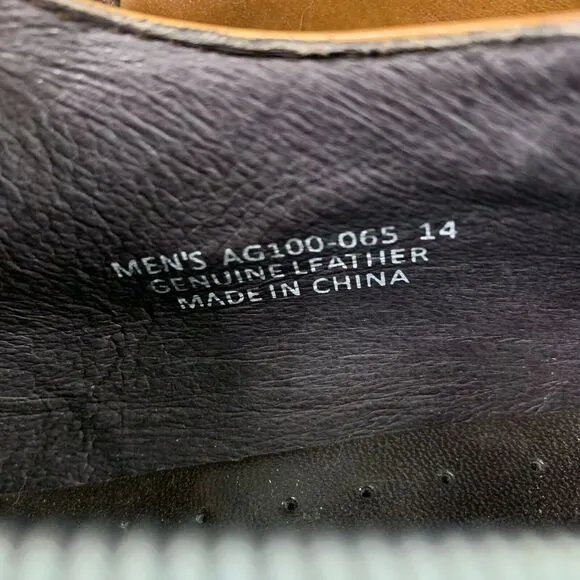 MEN'S AG100-065 14
GENUINE LEATHER
MADE IN CHINA